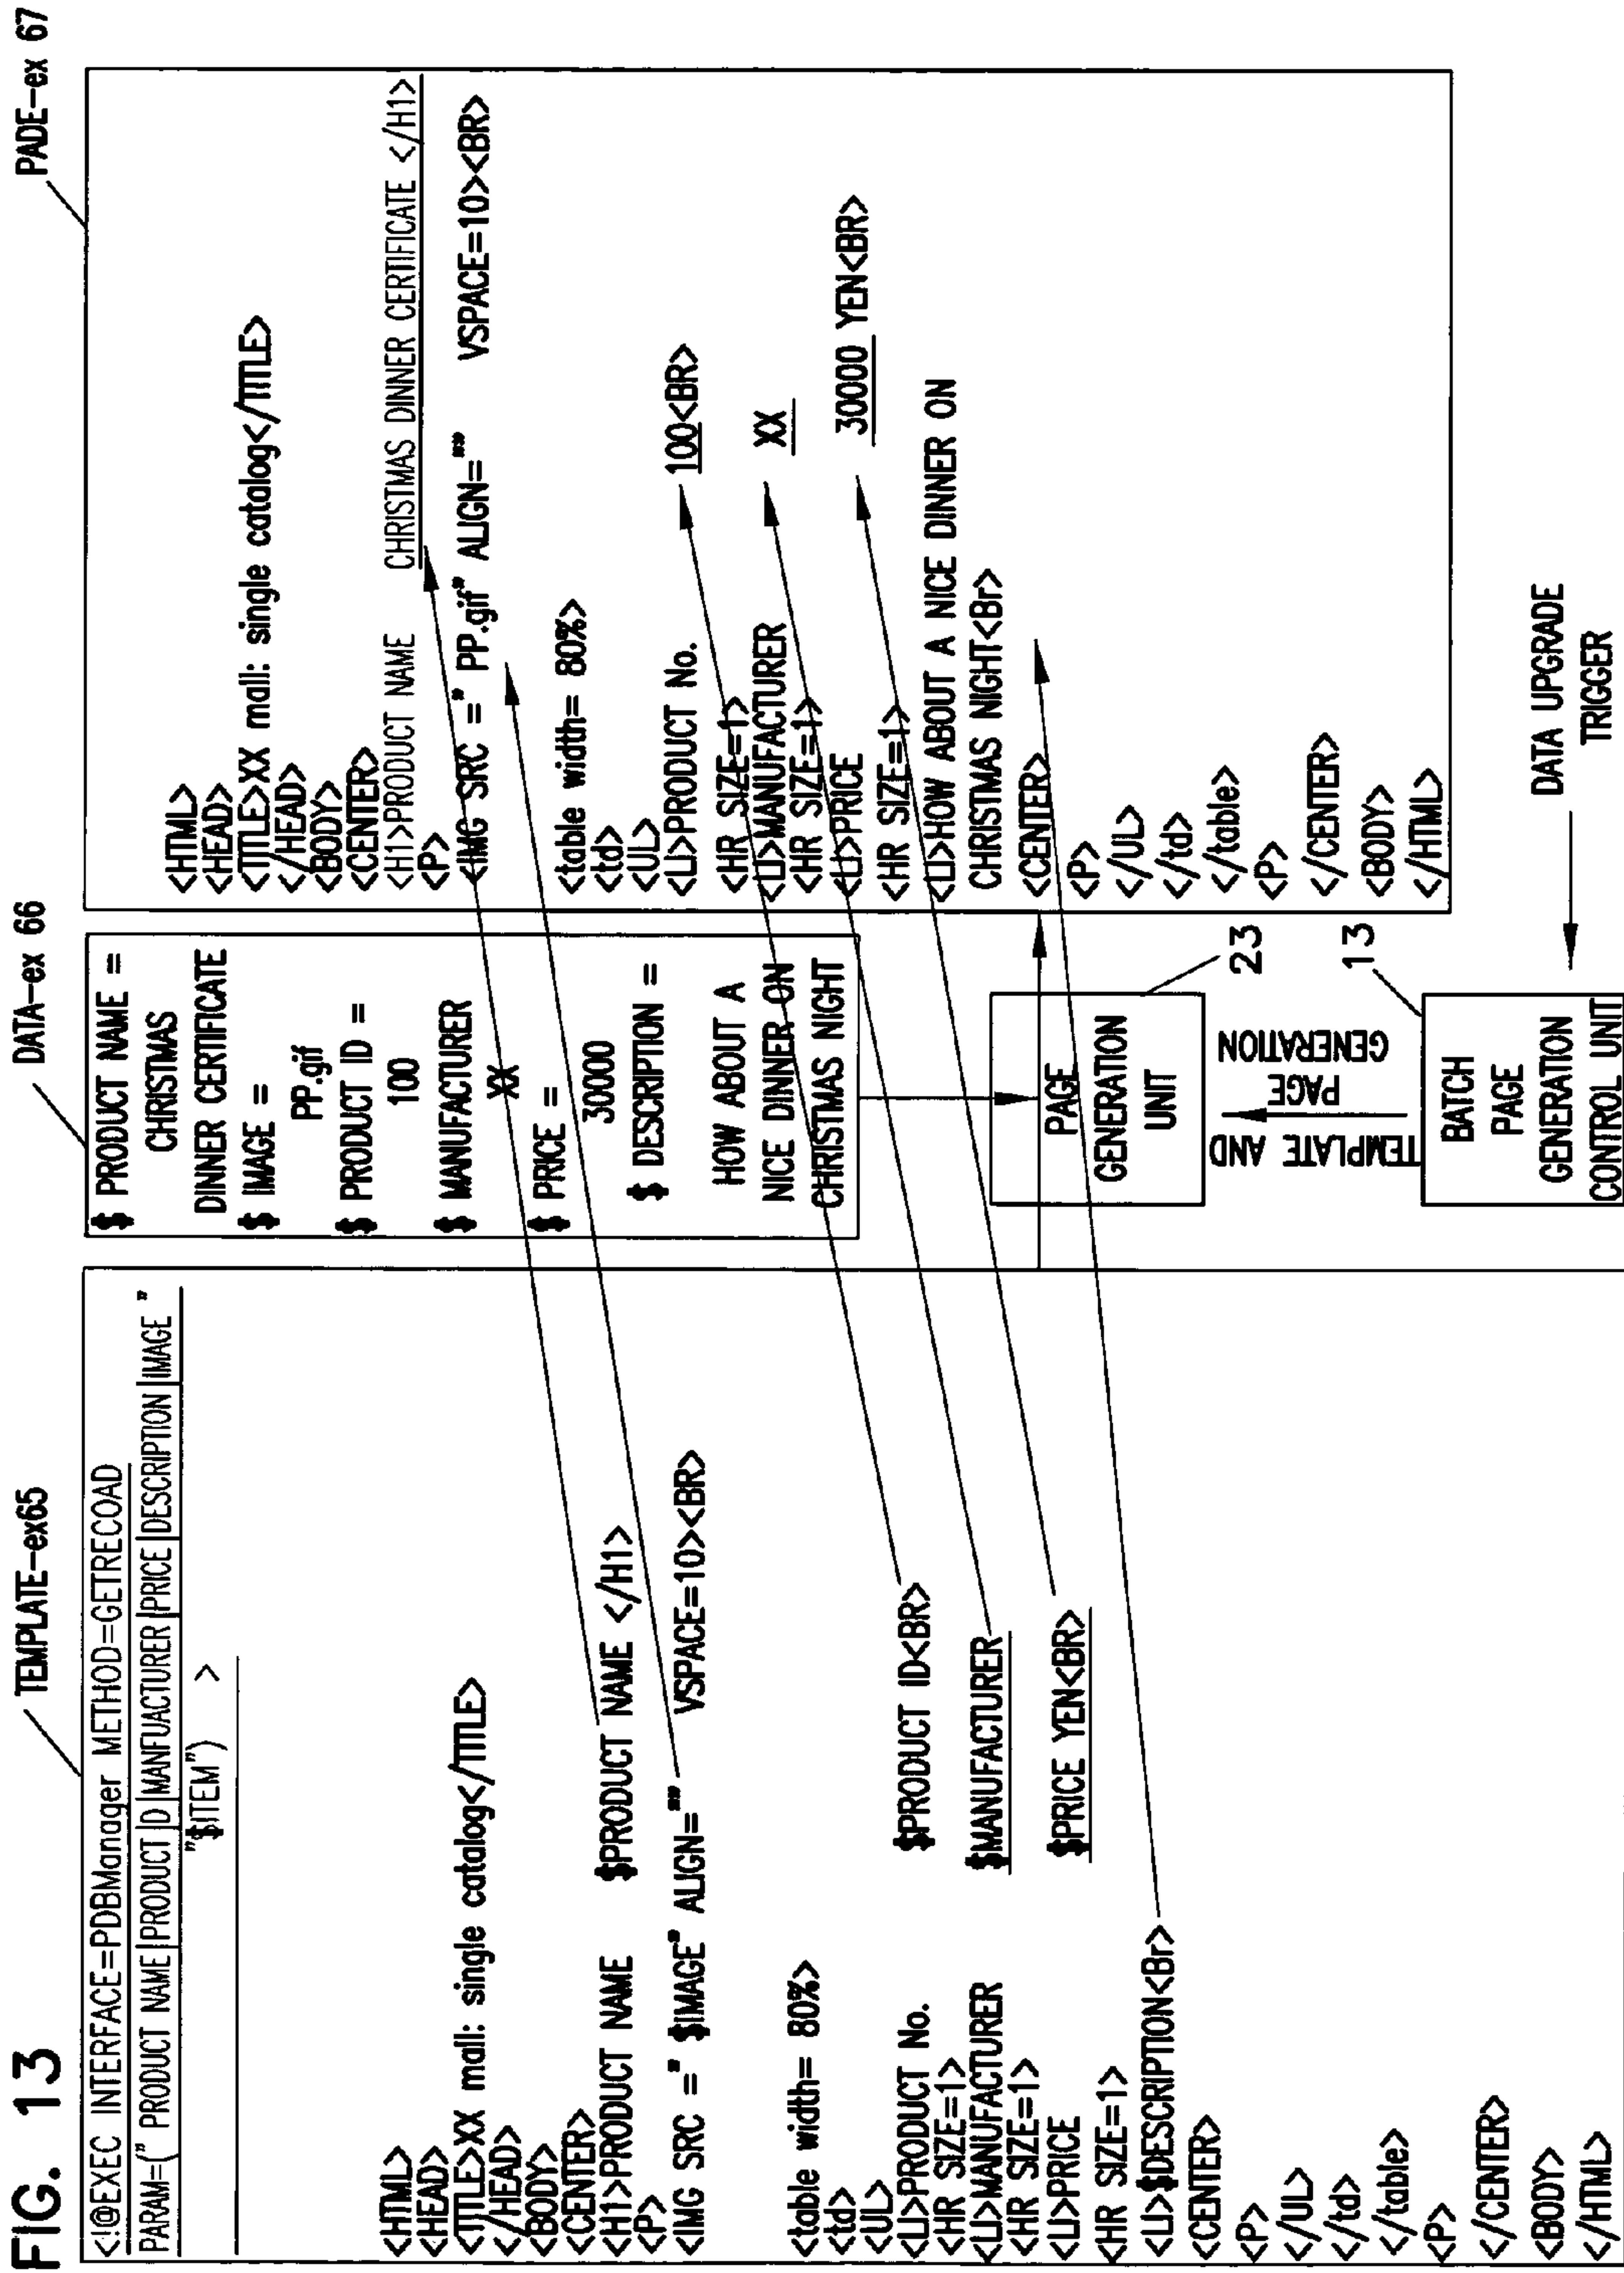 FIG. 13
TEMPLATE-ex65
<!@EXEC INTERFACE=PDBManager METHOD=GETRECOAD
PARAM=(" PRODUCT NAME|PRODUCT ID|MANFUACTURER|PRICE|DESCRIPTION|IMAGE "
"$ITEM") >
<HTML>
<HEAD>
<TITLE>XX mall: single catalog</TITLE>
</HEAD>
<BODY>
<CENTER>
<H1>PRODUCT NAME $PRODUCT NAME </H1>
<P>
<IMG SRC =" $IMAGE" ALIGN="" VSPACE=10><BR>
<table width= 80%>
<td>
<UL>
<LI>PRODUCT No. $PRODUCT ID<BR>
<HR SIZE=1>
<LI>MANUFACTURER $MANUFACTURER
<HR SIZE=1>
<LI>PRICE $PRICE YEN<BR>
<HR SIZE=1>
<LI>$DESCRIPTION<Br>
<CENTER>
<P>
</UL>
</td>
</table>
<P>
</CENTER>
<BODY>
</HTML>
DATA-ex 66
$ PRODUCT NAME =
CHRISTMAS
DINNER CERTIFICATE
$ IMAGE =
PP.gif
$ PRODUCT ID =
100
$ MANUFACTURER
XX
$ PRICE =
30000
$ DESCRIPTION =
HOW ABOUT A
NICE DINNER ON
CHRISTMAS NIGHT
PAGE
GENERATION
UNIT
23
TEMPLATE AND
PAGE
GENERATION
13
BATCH
PAGE
GENERATION
CONTROL UNIT
DATA UPGRADE
TRIGGER
PADE-ex 67
<HTML>
<HEAD>
<TITLE>XX mall: single catalog</TITLE>
</HEAD>
<BODY>
<CENTER>
<H1>PRODUCT NAME CHRISTMAS DINNER CERTIFICATE </H1>
<P>
<IMG SRC =" PP.gif" ALIGN="" VSPACE=10><BR>
<table width= 80%>
<td>
<UL>
<LI>PRODUCT No. 100<BR>
<HR SIZE=1>
<LI>MANUFACTURER XX
<HR SIZE=1>
<LI>PRICE 30000 YEN<BR>
<HR SIZE=1>
<LI>HOW ABOUT A NICE DINNER ON
CHRISTMAS NIGHT<Br>
<CENTER>
<P>
</UL>
</td>
</table>
<P>
</CENTER>
<BODY>
</HTML>